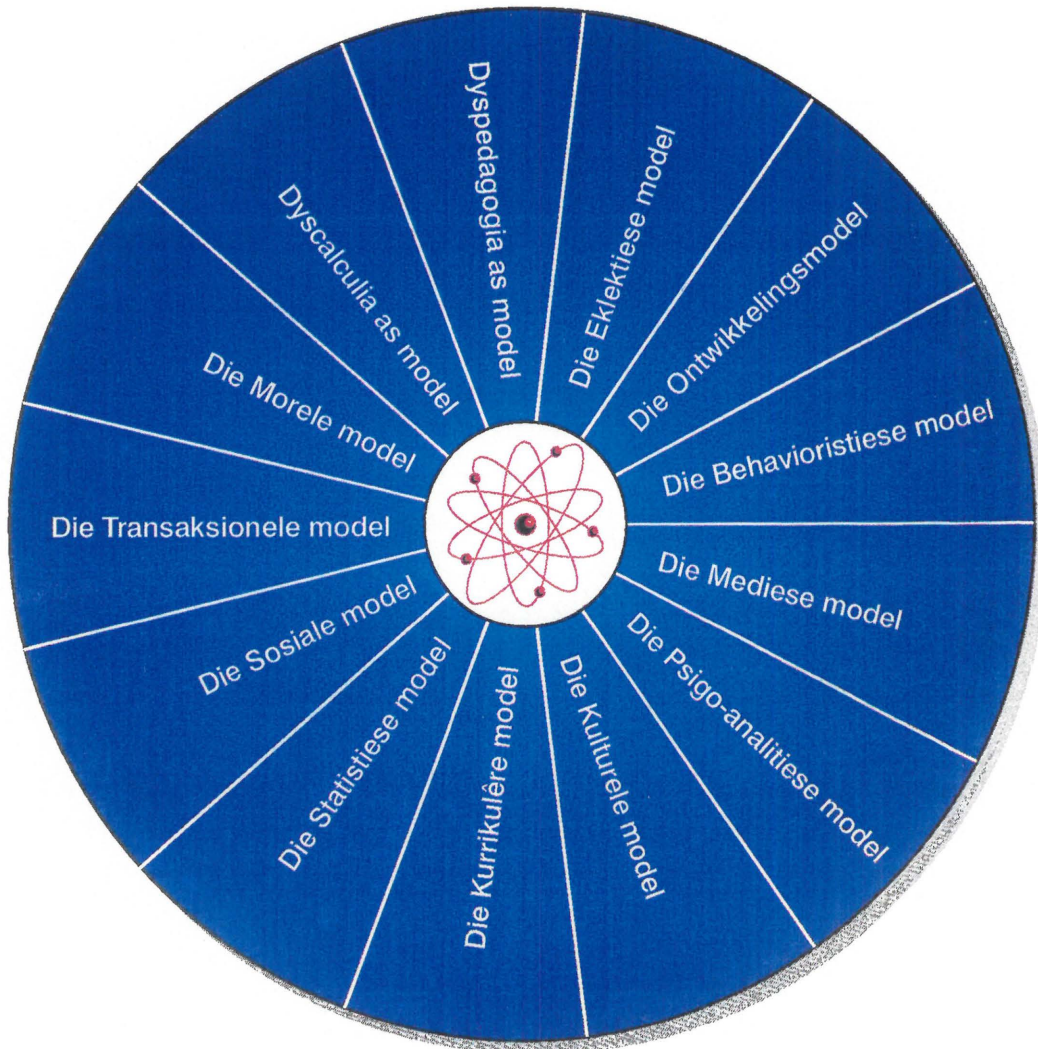 Dyspedagogia as model
Die Eklektiese model
Die Ontwikkelingsmodel
Die Behavioristiese model
Die Mediese model
Die Psigo-analitiese model
Die Kulturele model
Die Kurrikulêre model
Die Statistiese model
Die Sosiale model
Die Transaksionele model
Die Morele model
Dyscalculia as model